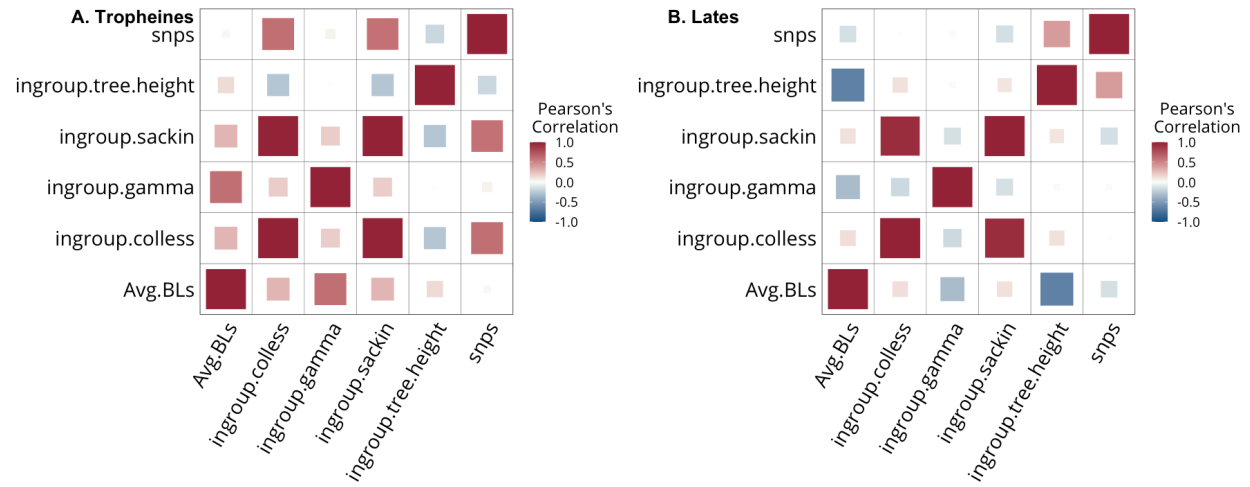 A. Tropheines
snps
ingroup.tree.height
ingroup.sackin
ingroup.gamma
ingroup.colless
Avg.BLs
Avg.BLs
ingroup.colless
ingroup.gamma
ingroup.sackin
ingroup.tree.height
snps
Pearson's
Correlation
1.0
0.5
0.0
-0.5
-1.0
B. Lates
snps
ingroup.tree.height
ingroup.sackin
ingroup.gamma
ingroup.colless
Avg.BLs
Avg.BLs
ingroup.colless
ingroup.gamma
ingroup.sackin
ingroup.tree.height
snps
Pearson's
Correlation
1.0
0.5
0.0
-0.5
-1.0